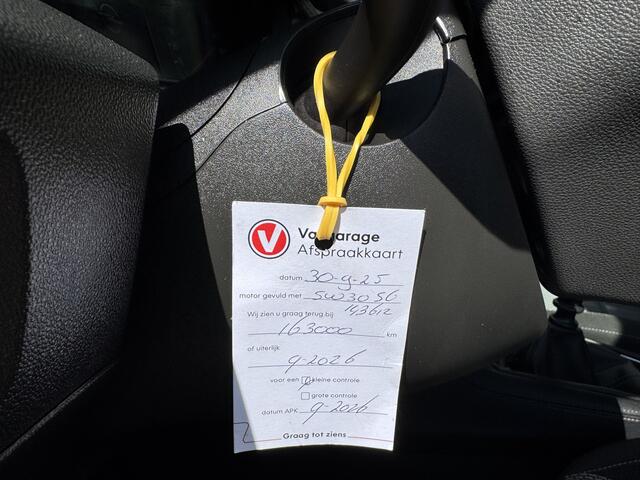 V
Vakgarage
Afspraakkaart
datum 30-9-25
motor gevuld met 5W30 S6
143612
Wij zien u graag terug bij
163000 km
of uiterlijk
9-2026
voor een kleine controle
grote controle
datum APK 9-2026
Graag tot ziens